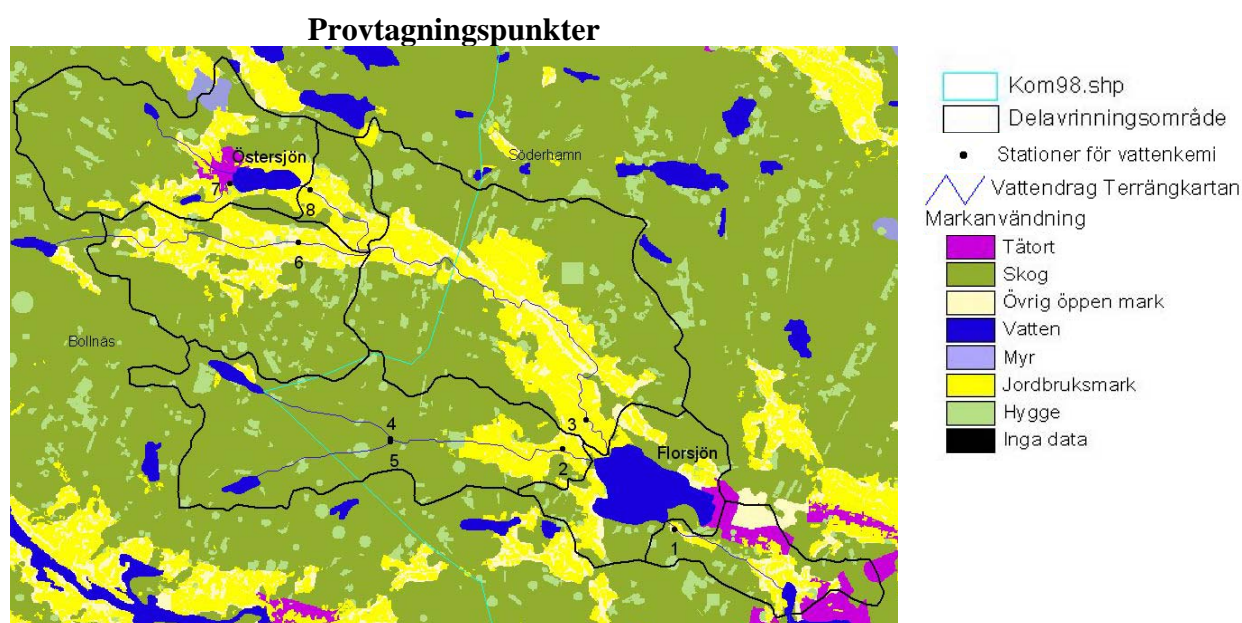 Provtagningspunkter
Östersjön
7
8
6
Söderhamn
Bollnäs
4
5
3
2
Florsjön
1
Kom98.shp
Delavrinningsområde
Stationer för vattenkemi
Vattendrag Terrängkartan
Markanvändning
Tätort
Skog
Övrig öppen mark
Vatten
Myr
Jordbruksmark
Hygge
Inga data